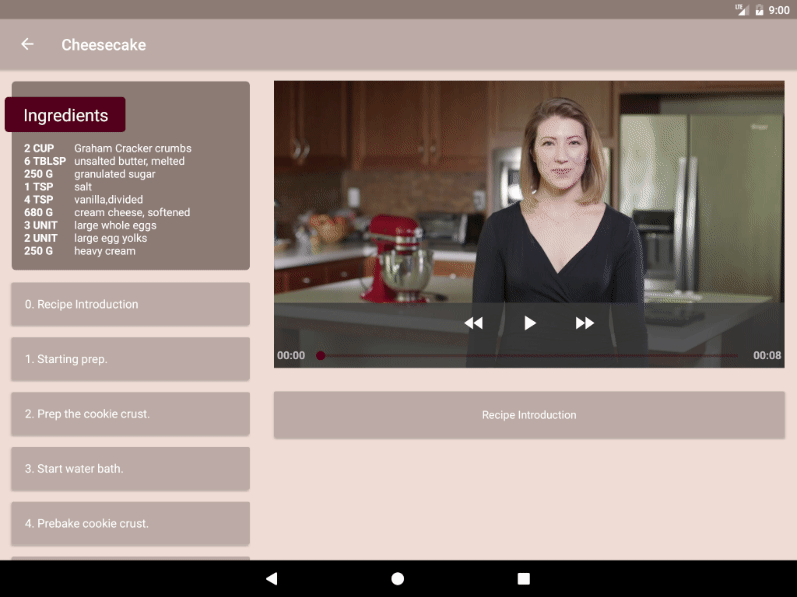 LTE 9:00
Cheesecake
Ingredients
2 CUP Graham Cracker crumbs
6 TBLSP unsalted butter, melted
250 G granulated sugar
1 TSP salt
4 TSP vanilla,divided
680 G cream cheese, softened
3 UNIT large whole eggs
2 UNIT large egg yolks
250 G heavy cream
0. Recipe Introduction
1. Starting prep.
2. Prep the cookie crust.
3. Start water bath.
4. Prebake cookie crust.
00:00 00:08
Recipe Introduction